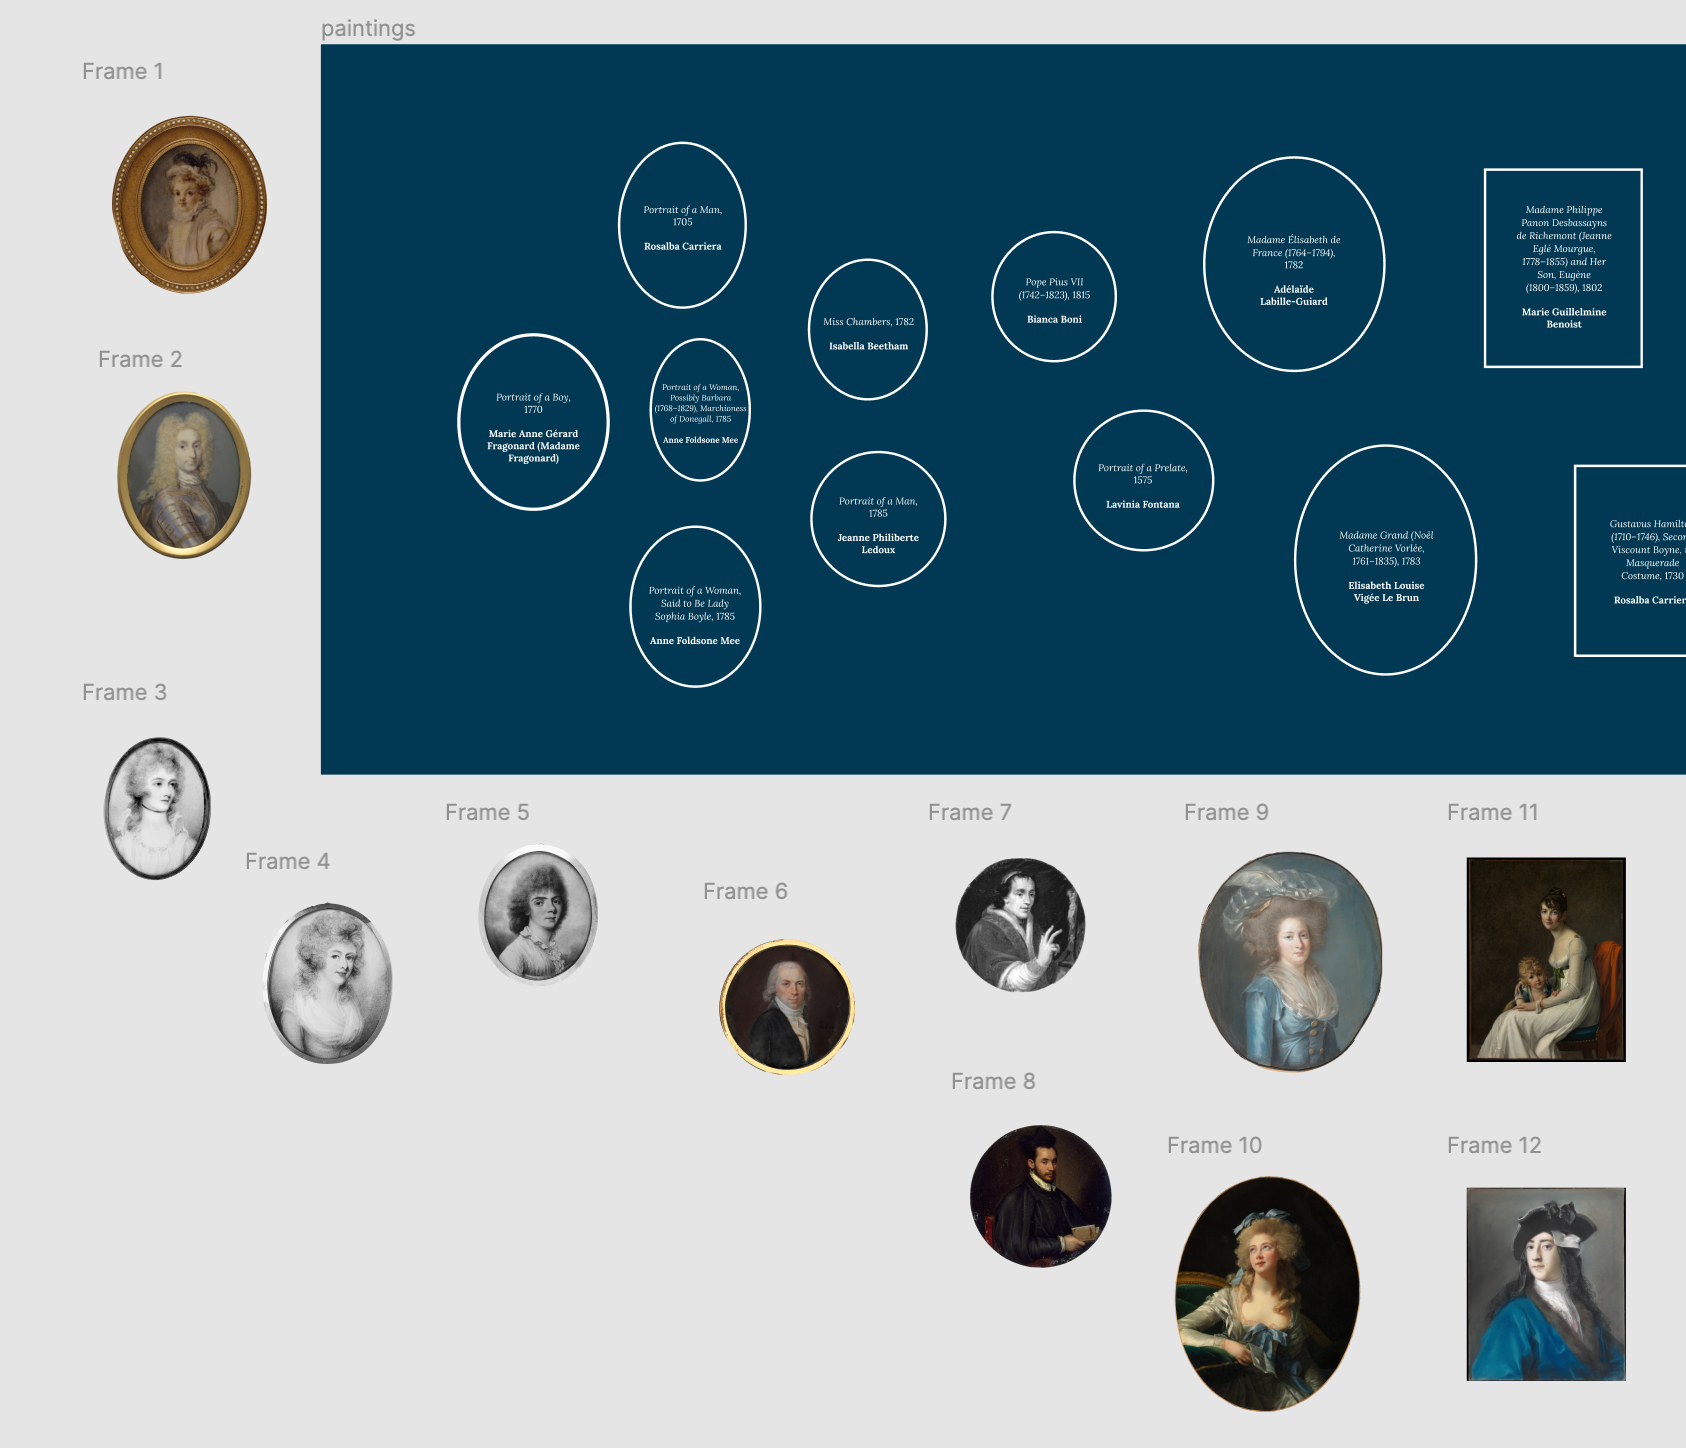 paintings
Frame 1
Frame 2
Frame 3
Frame 4
Frame 5
Frame 6
Frame 7
Frame 8
Frame 9
Frame 10
Frame 11
Frame 12
Portrait of a Boy,
1770
Marie Anne Gérard
Fragonard (Madame
Fragonard)
Portrait of a Man,
1705
Rosalba Carriera
Portrait of a Woman,
Possibly Barbara
(1768–1829), Marchioness
of Donegall, 1785
Anne Foldsone Mee
Portrait of a Woman,
Said to Be Lady
Sophia Boyle, 1785
Anne Foldsone Mee
Miss Chambers, 1782
Isabella Beetham
Portrait of a Man,
1785
Jeanne Philiberte
Ledoux
Pope Pius VII
(1742–1823), 1815
Bianca Boni
Portrait of a Prelate,
1575
Lavinia Fontana
Madame Élisabeth de
France (1764–1794),
1782
Adélaïde
Labille-Guiard
Madame Grand (Noël
Catherine Vorlée,
1761–1835), 1783
Elisabeth Louise
Vigée Le Brun
Madame Philippe
Panon Desbassayns
de Richemont (Jeanne
Eglé Mourgue,
1778–1855) and Her
Son, Eugène
(1800–1859), 1802
Marie Guillelmine
Benoist
Gustavus Hamilt
(1710–1746), Secon
Viscount Boyne,
Masquerade
Costume, 1730
Rosalba Carrier